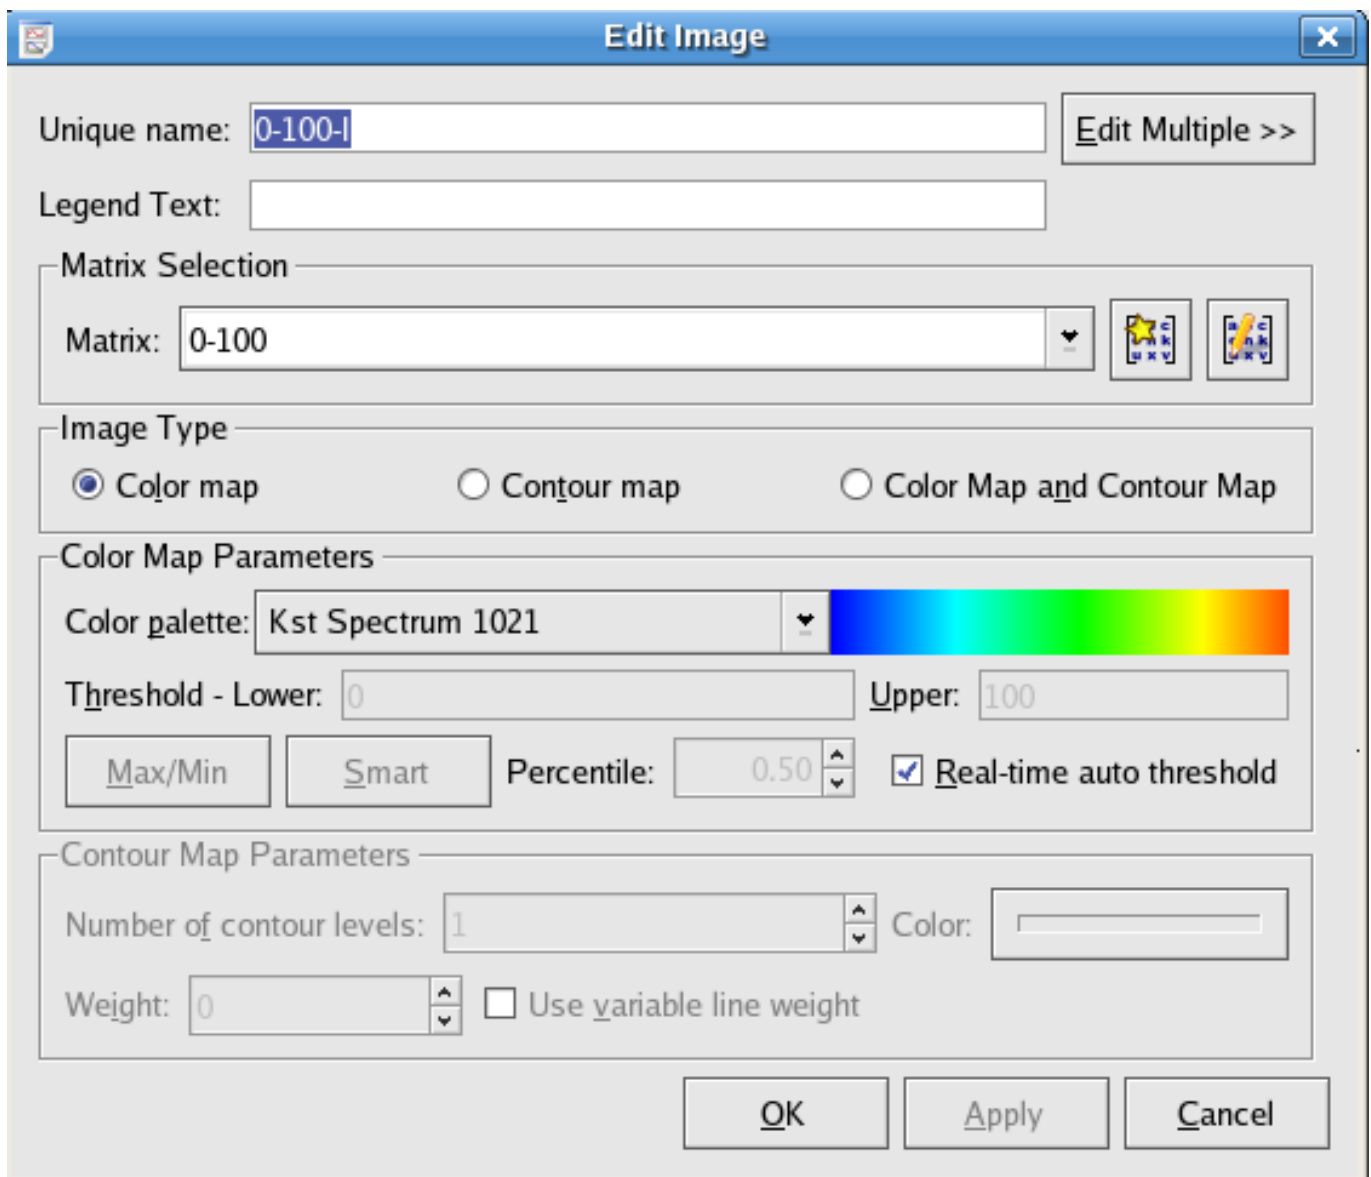 Edit Image
Unique name: 0-100-I Edit Multiple >>
Legend Text:
Matrix Selection
Matrix: 0-100
Image Type
Color map Contour map Color Map and Contour Map
Color Map Parameters
Color palette: Kst Spectrum 1021
Threshold - Lower: 0 Upper: 100
Max/Min Smart Percentile: 0.50 Real-time auto threshold
Contour Map Parameters
Number of contour levels: 1 Color:
Weight: 0 Use variable line weight
OK Apply Cancel